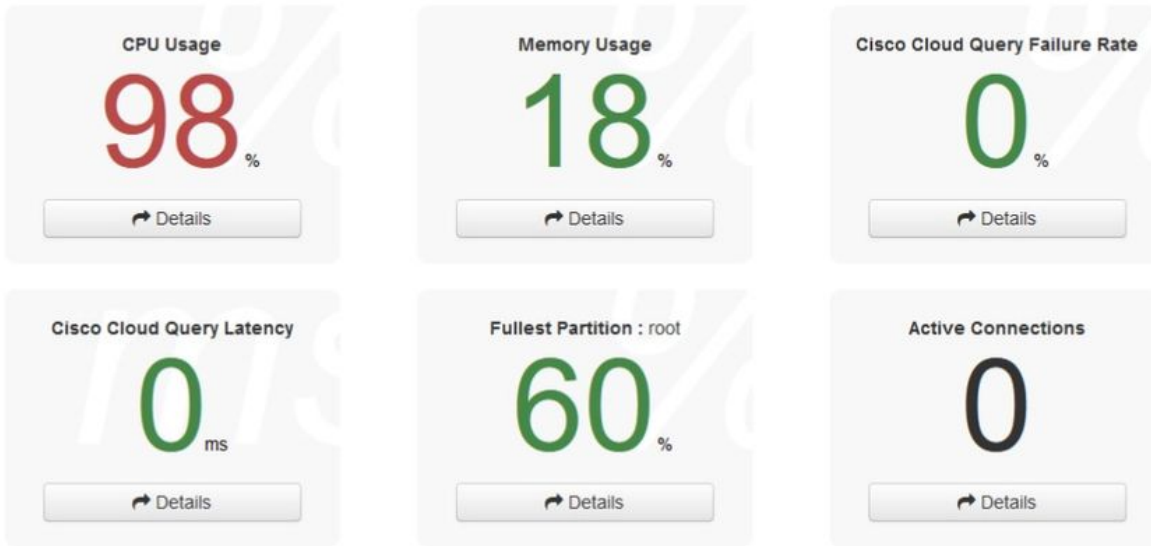 CPU Usage
98 %
Details
Memory Usage
18 %
Details
Cisco Cloud Query Failure Rate
0 %
Details
Cisco Cloud Query Latency
0 ms
Details
Fullest Partition : root
60 %
Details
Active Connections
0
Details